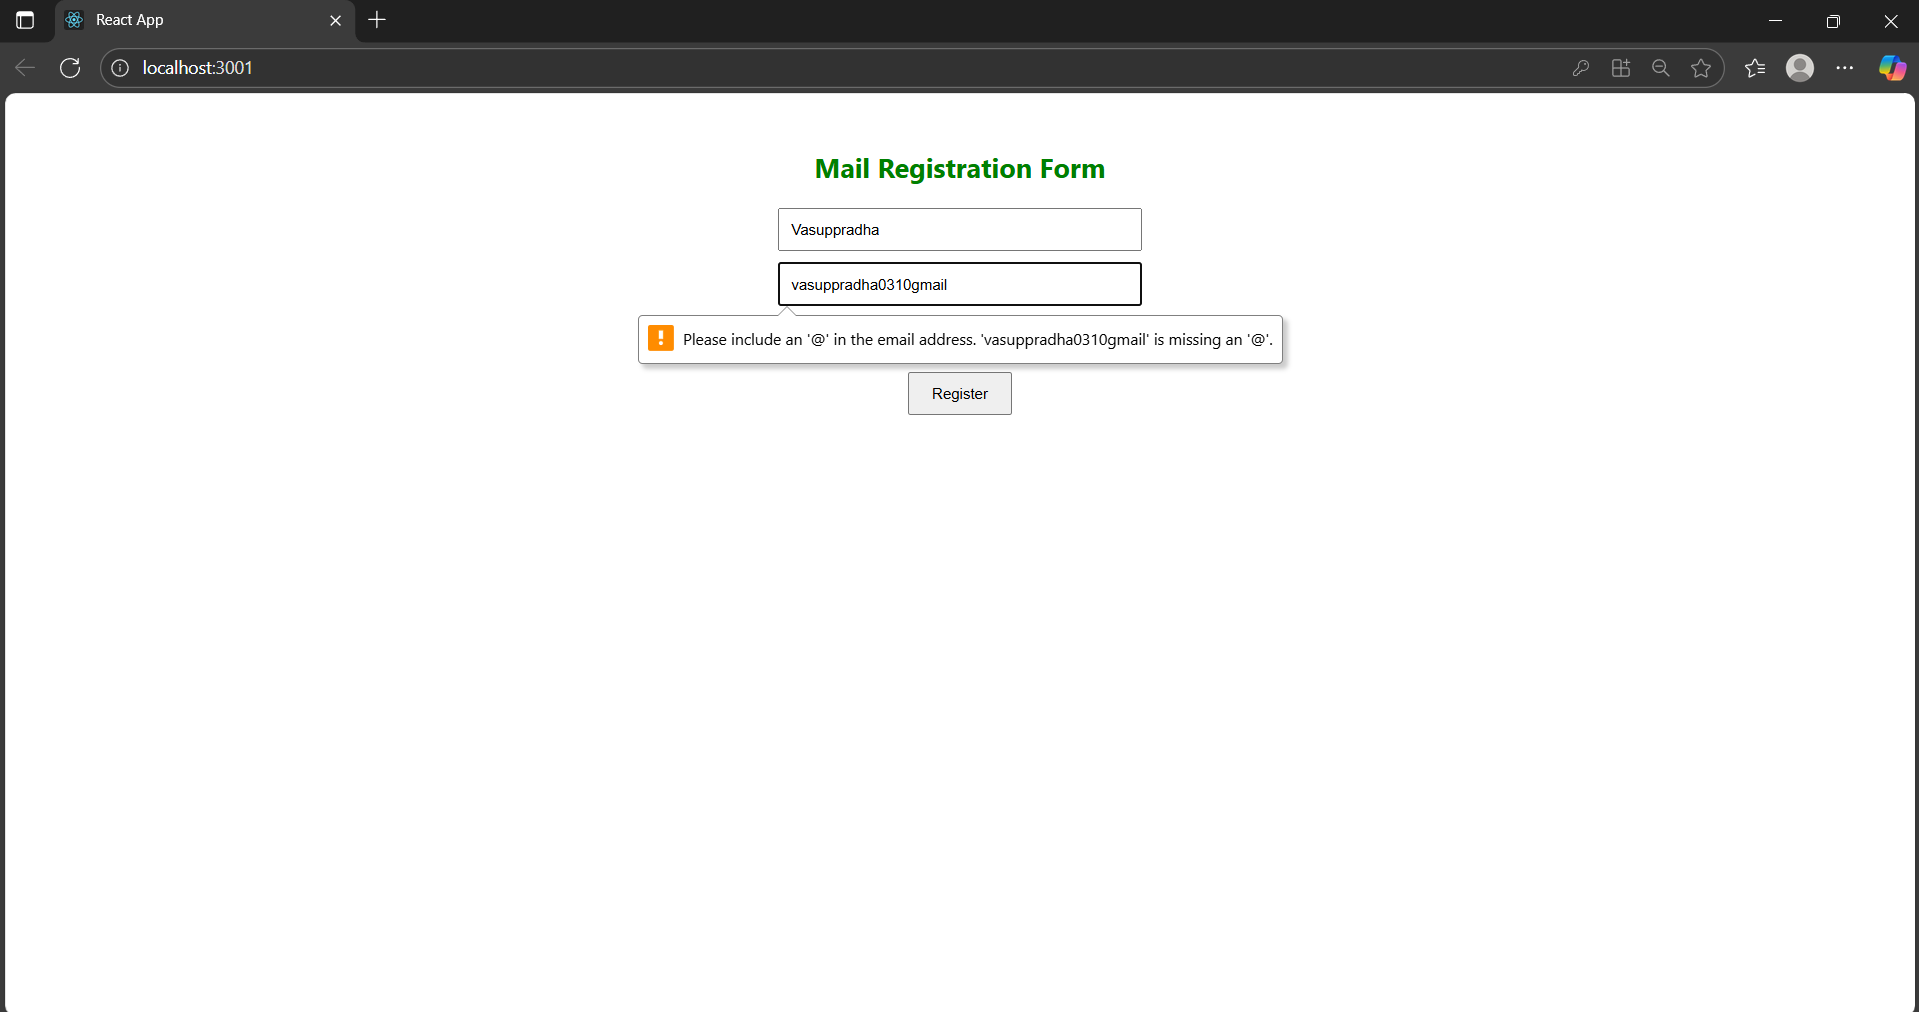 React App
localhost:3001
Mail Registration Form
Vasuppradha
vasuppradha0310gmail
! Please include an '@' in the email address. 'vasuppradha0310gmail' is missing an '@'.
Register